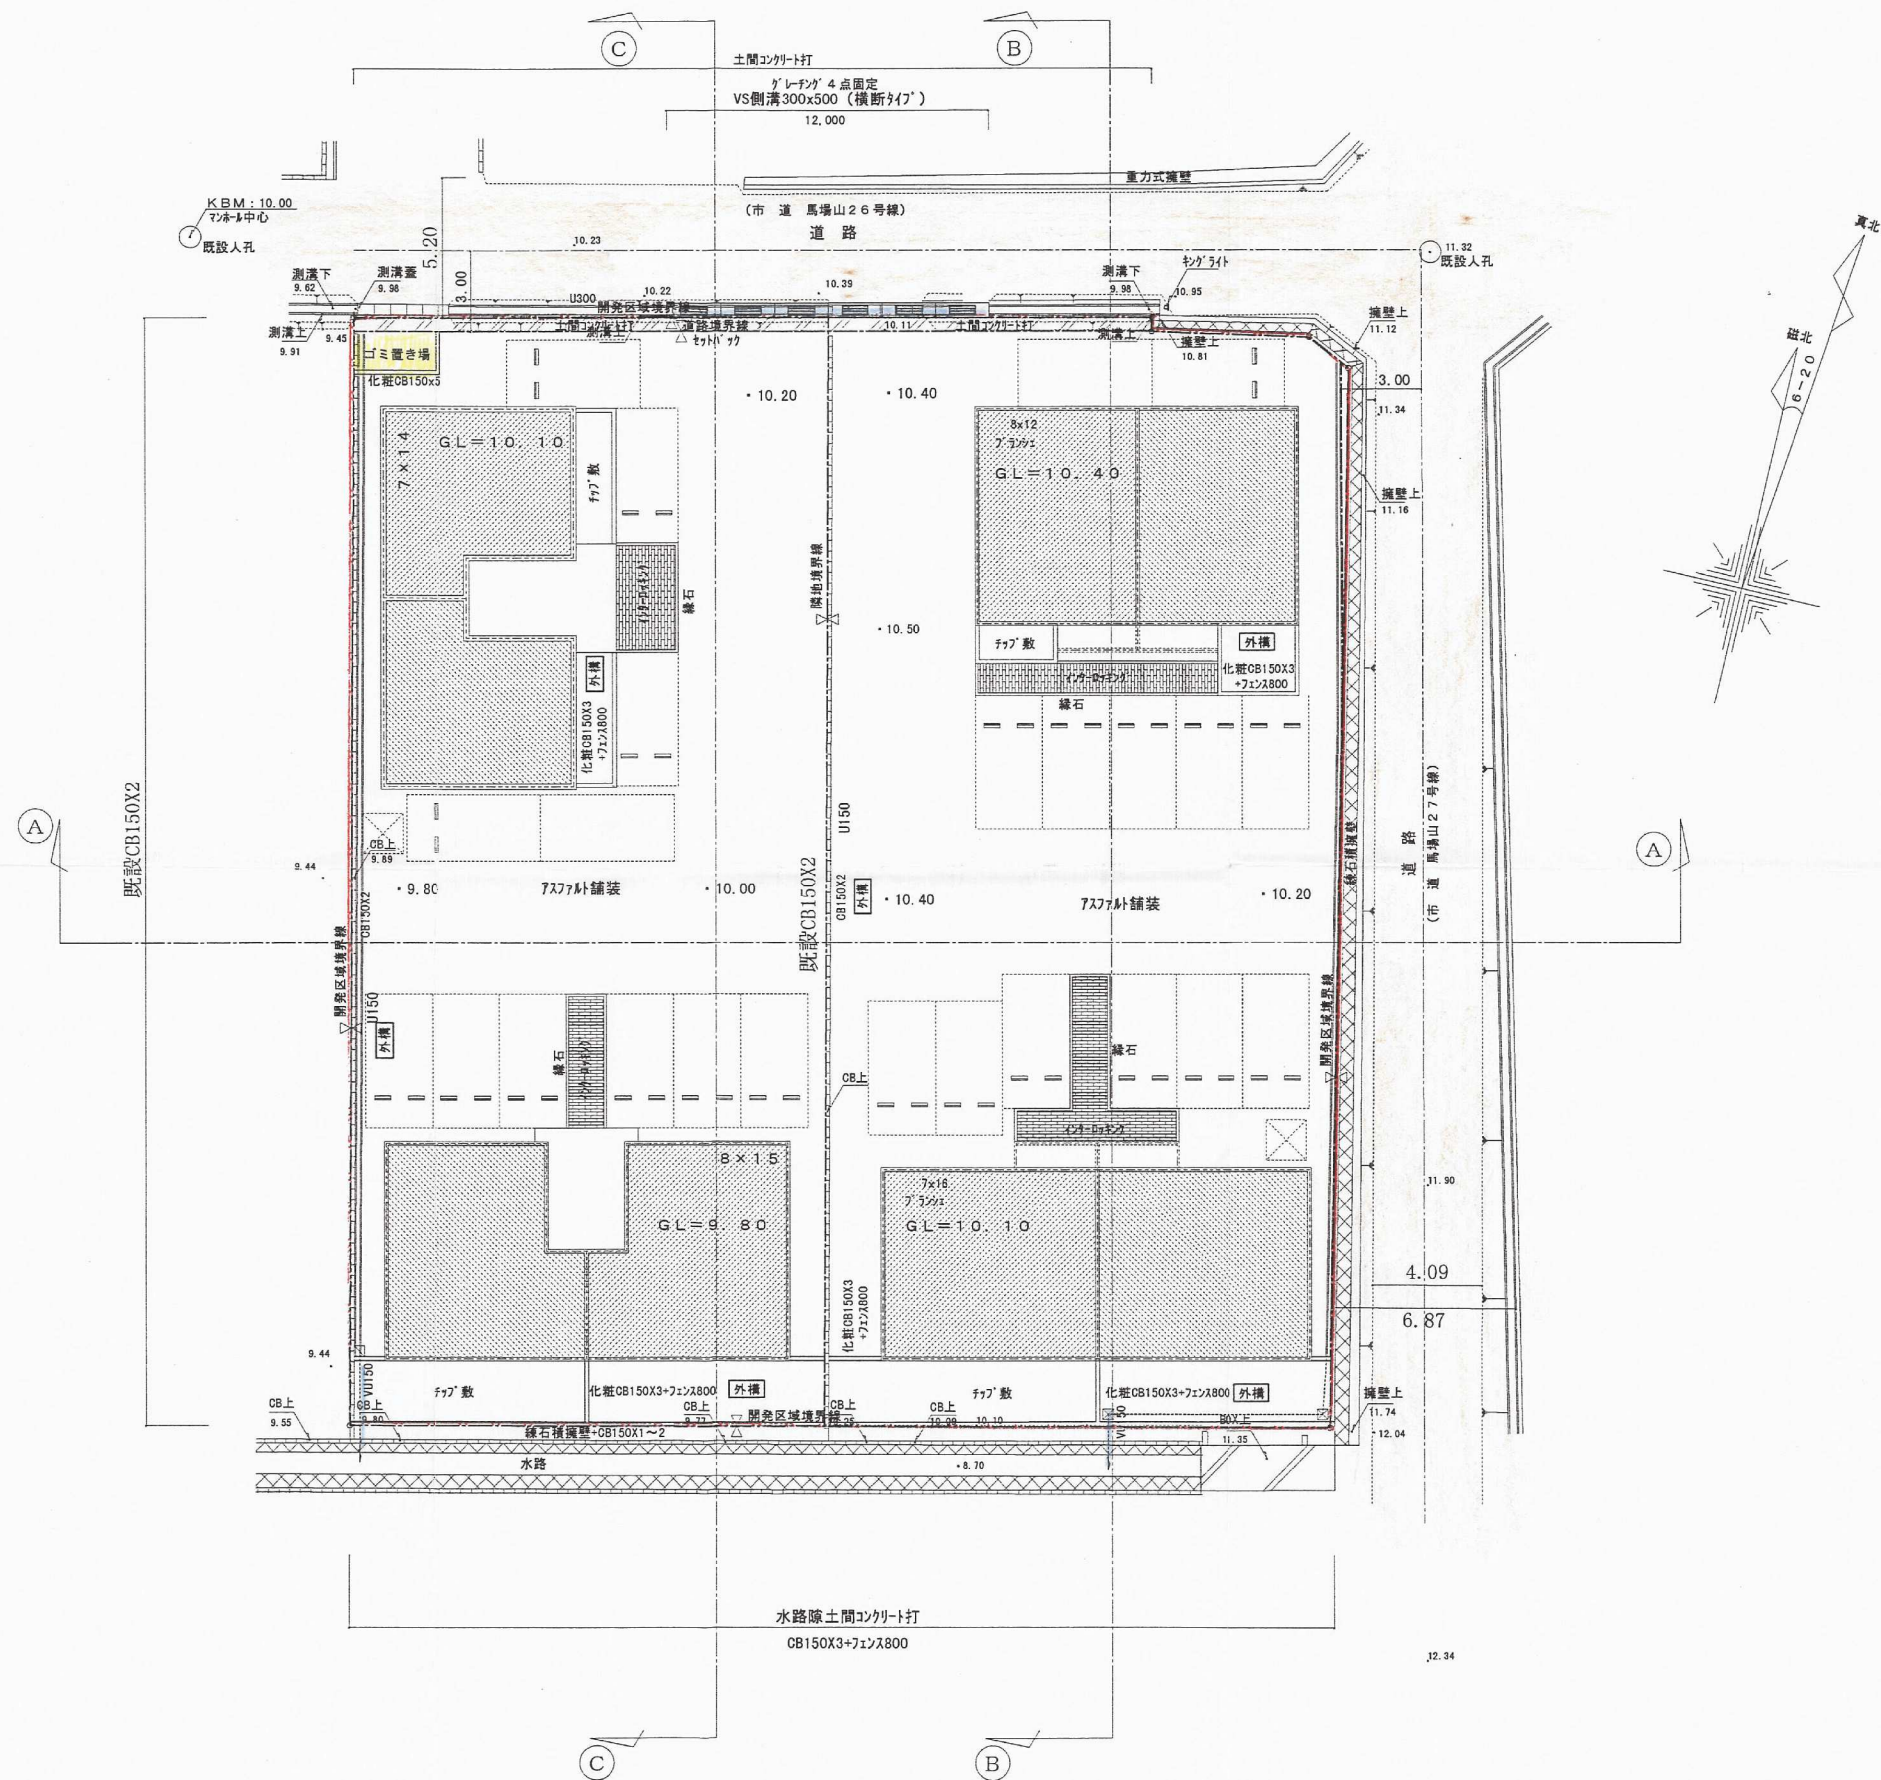 C
B
土間コンクリート打
グレーチング４点固定
VS側溝300x500（横断タイプ）
12,000
重力式擁壁
KBM：10.00
マンホール中心
既設人孔
(市　道　馬場山２６号線)
道　路
5.20
3.00
10.23
11.32
既設人孔
真北
磁北
6-20
測溝下
9.62
測溝蓋
9.98
U300
10.22
10.39
開発区域境界線
測溝下
9.98
キングライト
10.95
測溝上
9.91
9.45
土間コンクリート打
道路境界線
セットバック
10.11
土間コンクリート打
測溝上
擁壁上
10.81
擁壁上
11.12
ゴミ置き場
化粧CB150x5
3.00
11.34
・10.20
・10.40
7×14
GL＝10．10
チップ敷
8x12
ブランシェ
GL＝10．40
擁壁上
11.16
隣地境界線
インターロッキング
縁石
・10.50
チップ敷
外構
化粧CB150X3
+フェンス800
インターロッキング
縁石
外構
化粧CB150X3
+フェンス800
既設CB150X2
A
U150
練石積擁壁
道　路
(市　道　馬場山２７号線)
A
CB上
9.89
9.44
・9.80
アスファルト舗装
・10.00
既設CB150X2
CB150X2
外構
・10.40
アスファルト舗装
・10.20
CB150X2
開発区域境界線
U150
外構
縁石
インターロッキング
CB上
縁石
開発区域境界線
インターロッキング
8×15
GL＝9．80
7x16
ブランシェ
GL＝10．10
11.90
4.09
6.87
化粧CB150X3
+フェンス800
9.44
VU150
チップ敷
化粧CB150X3+フェンス800
外構
チップ敷
化粧CB150X3+フェンス800
外構
擁壁上
11.74
CB上
9.55
CB上
9.80
CB上
9.77
開発区域境界線
CB上
CB上
10.09
10.10
VU150
BOX上
11.35
・12.04
練石積擁壁+CB150X1～2
水路
・8.70
水路際土間コンクリート打
CB150X3+フェンス800
12.34
C
B